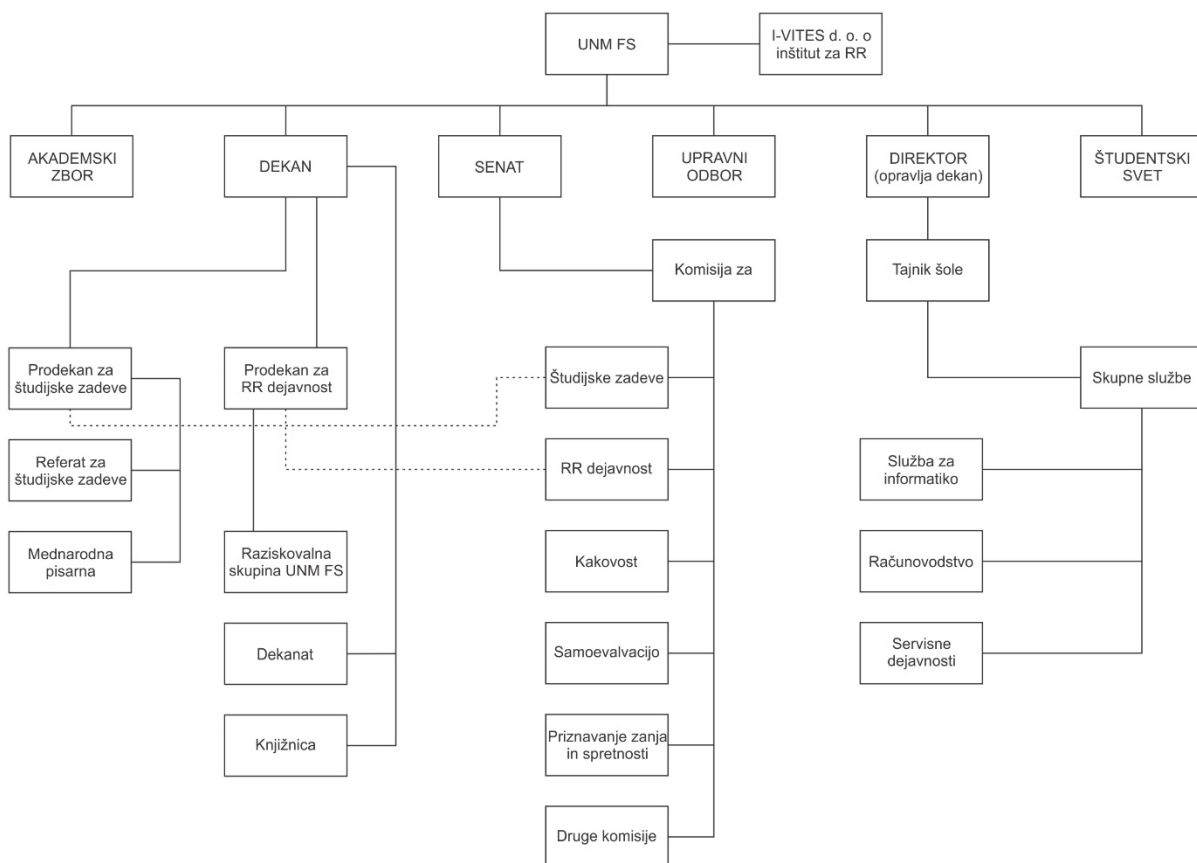 UNM FS
I-VITES d. o. o
inštitut za RR
AKADEMSKI
ZBOR
DEKAN
SENAT
UPRAVNI
ODBOR
DIREKTOR
(opravlja dekan)
ŠTUDENTSKI
SVET
Komisija za
Tajnik šole
Prodekan za
študijske zadeve
Prodekan za
RR dejavnost
Študijske zadeve
Skupne službe
Referat za
študijske zadeve
RR dejavnost
Služba za
informatiko
Mednarodna
pisarna
Raziskovalna
skupina UNM FS
Kakovost
Računovodstvo
Dekanat
Samoevalvacijo
Servisne
dejavnosti
Knjižnica
Priznavanje zanja
in spretnosti
Druge komisije